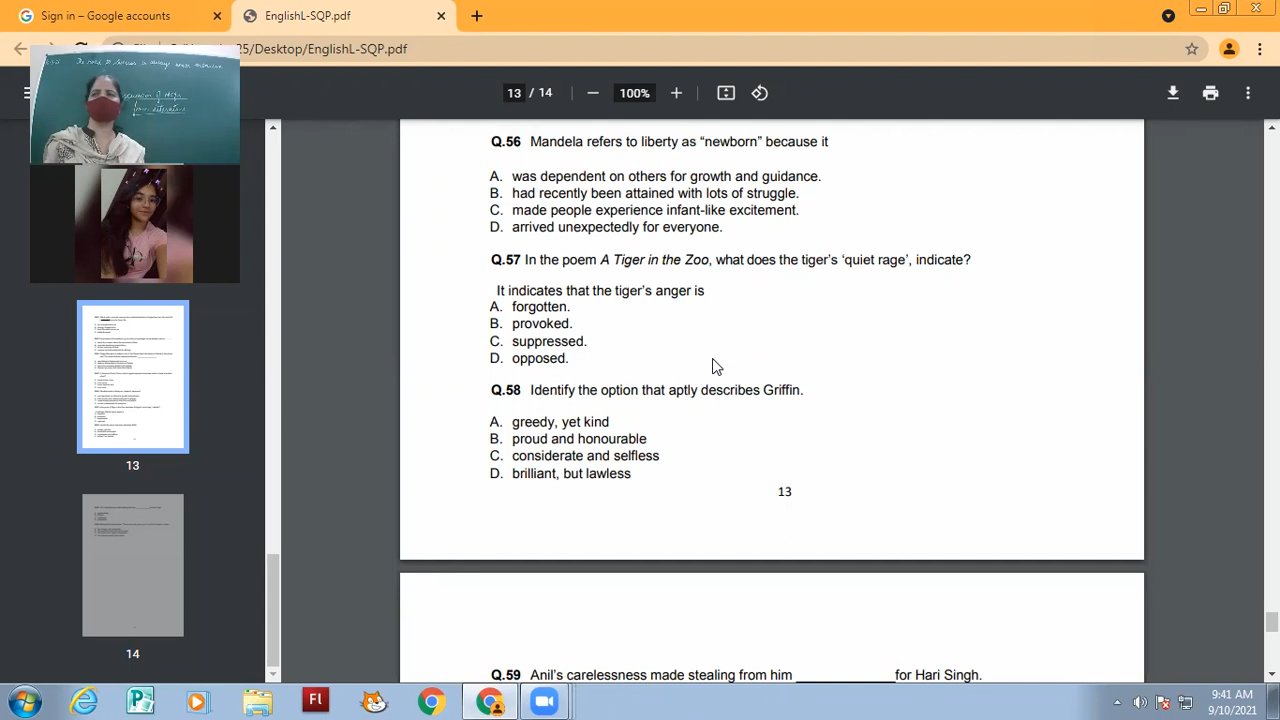 Sign in – Google accounts
EnglishL-SQP.pdf
25/Desktop/EnglishL-SQP.pdf
13 / 14
100%
Q.56 Mandela refers to liberty as “newborn” because it
A. was dependent on others for growth and guidance.
B. had recently been attained with lots of struggle.
C. made people experience infant-like excitement.
D. arrived unexpectedly for everyone.
Q.57 In the poem A Tiger in the Zoo, what does the tiger’s ‘quiet rage’, indicate?
It indicates that the tiger’s anger is
A. forgotten.
B. provoked.
C. suppressed.
D. opposed.
Q.58 Identify the option that aptly describes Griffin.
A. greedy, yet kind
B. proud and honourable
C. considerate and selfless
D. brilliant, but lawless
13
Q.59 Anil’s carelessness made stealing from him ____________for Hari Singh.
13
14
9:41 AM
9/10/2021